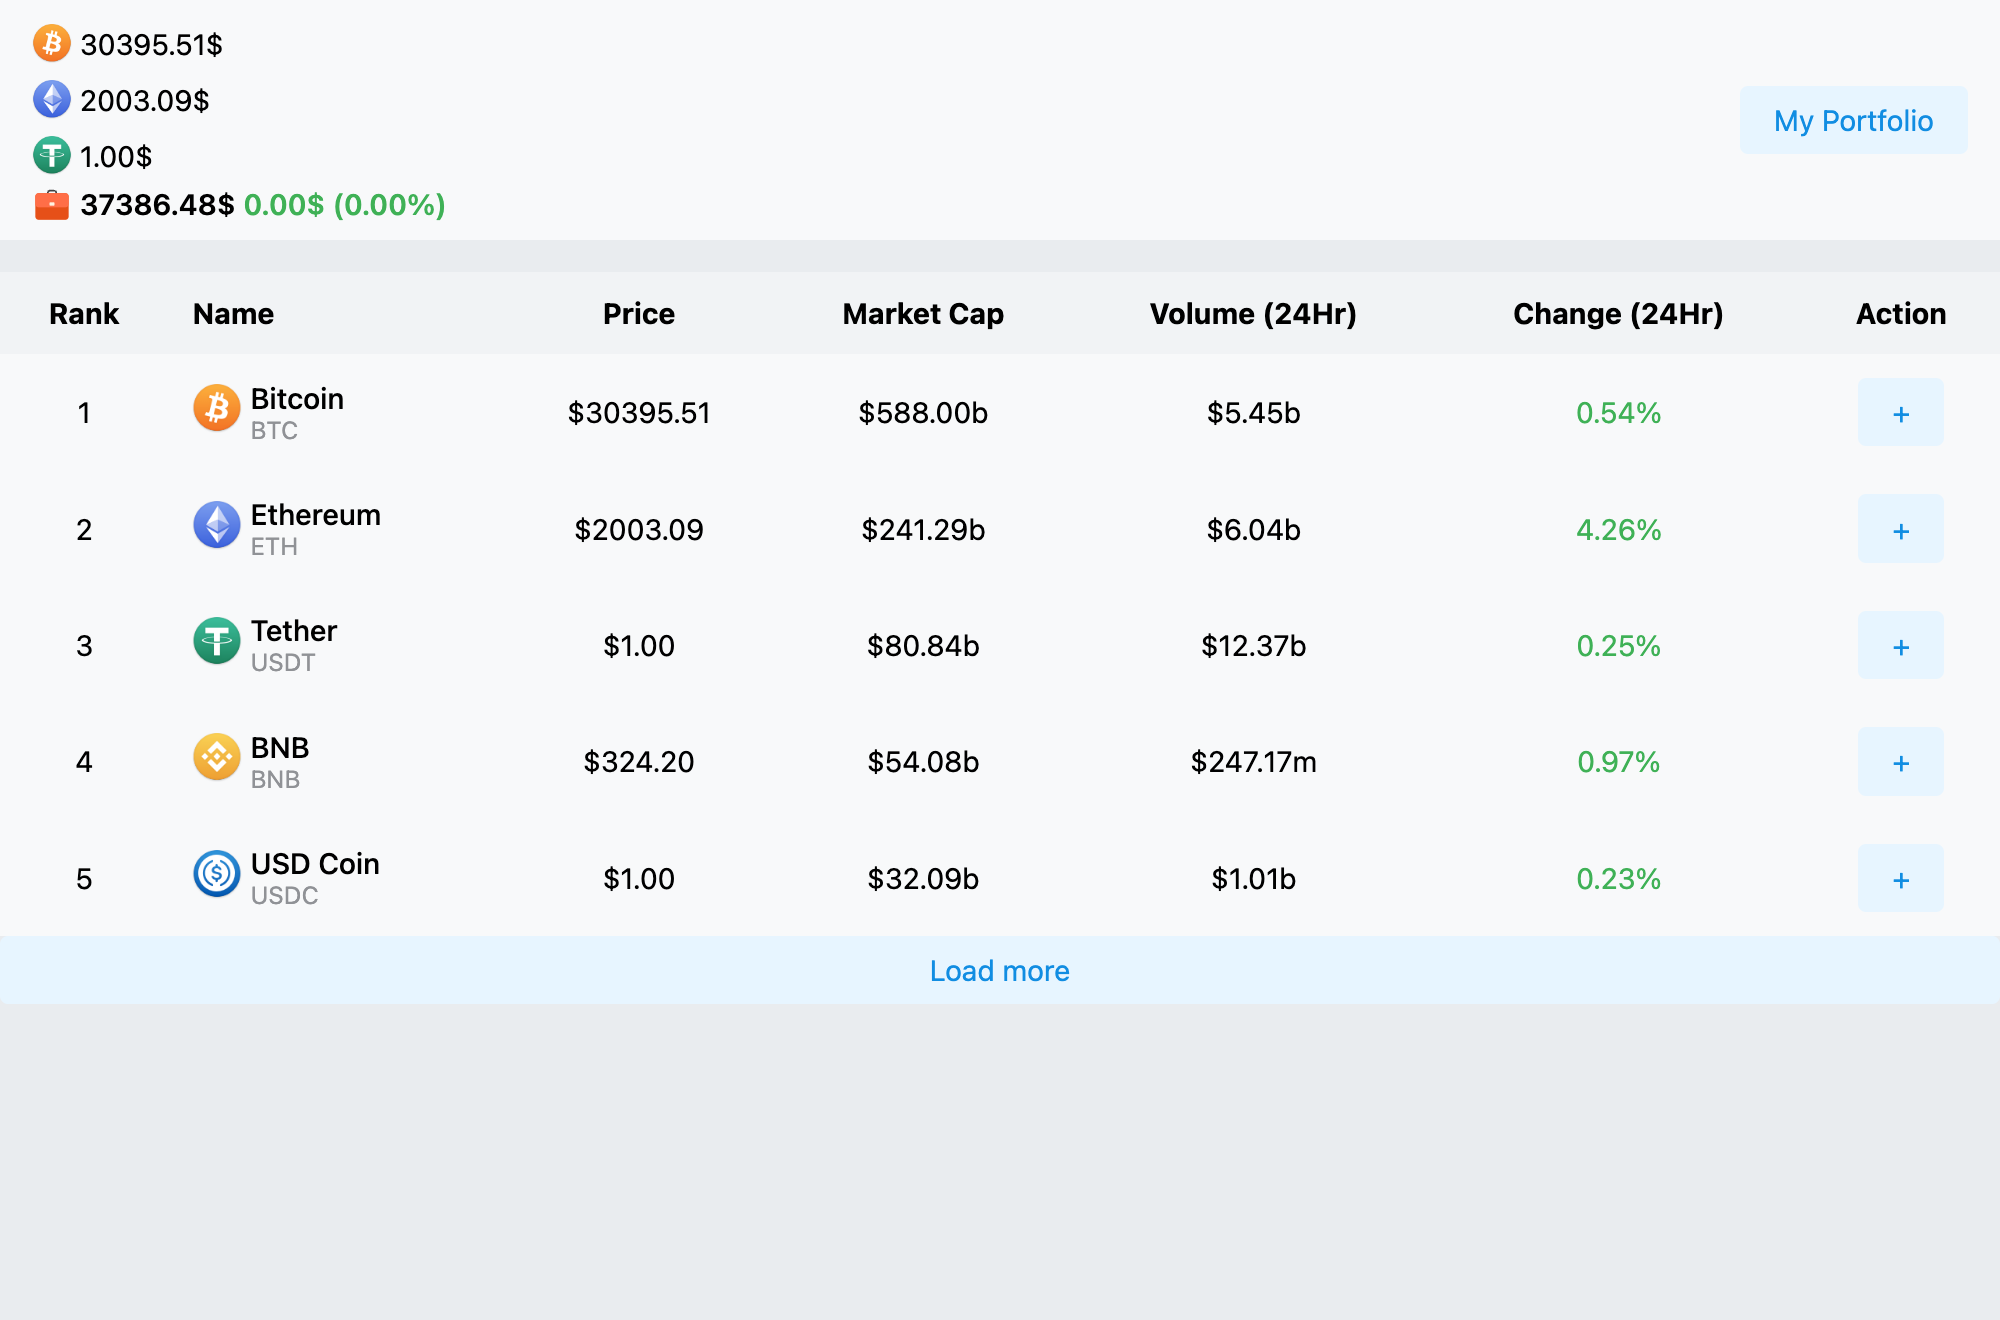 30395.51$
2003.09$
1.00$
37386.48$ 0.00$ (0.00%)
My Portfolio
Rank Name Price Market Cap Volume (24Hr) Change (24Hr) Action
1 Bitcoin BTC $30395.51 $588.00b $5.45b 0.54% +
2 Ethereum ETH $2003.09 $241.29b $6.04b 4.26% +
3 Tether USDT $1.00 $80.84b $12.37b 0.25% +
4 BNB BNB $324.20 $54.08b $247.17m 0.97% +
5 USD Coin USDC $1.00 $32.09b $1.01b 0.23% +
Load more